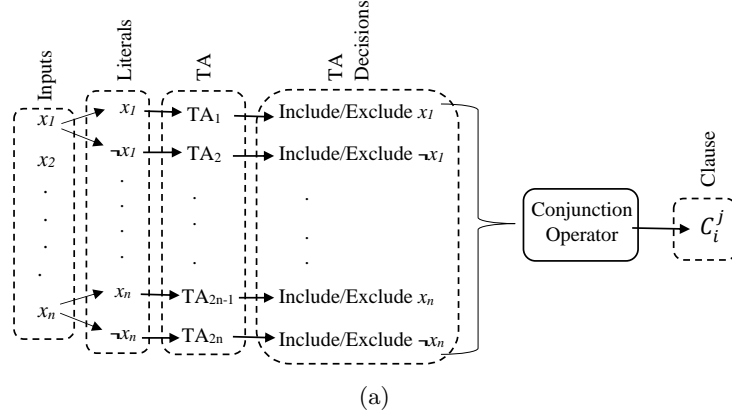 Inputs
Literals
TA
TA Decisions
Clause
x1 x1 TA1 Include/Exclude x1
¬x1 TA2 Include/Exclude ¬x1
x2
. . . .
. . . .
. . . .
. .
Conjunction
Operator
C_i^j
xn xn TA2n-1 Include/Exclude xn
¬xn TA2n Include/Exclude ¬xn
(a)